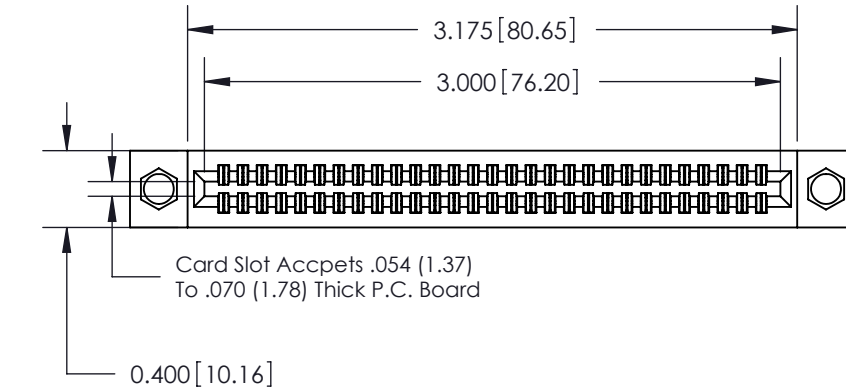 3.175[80.65]
3.000[76.20]
Card Slot Accpets .054 (1.37)
To .070 (1.78) Thick P.C. Board
0.400[10.16]